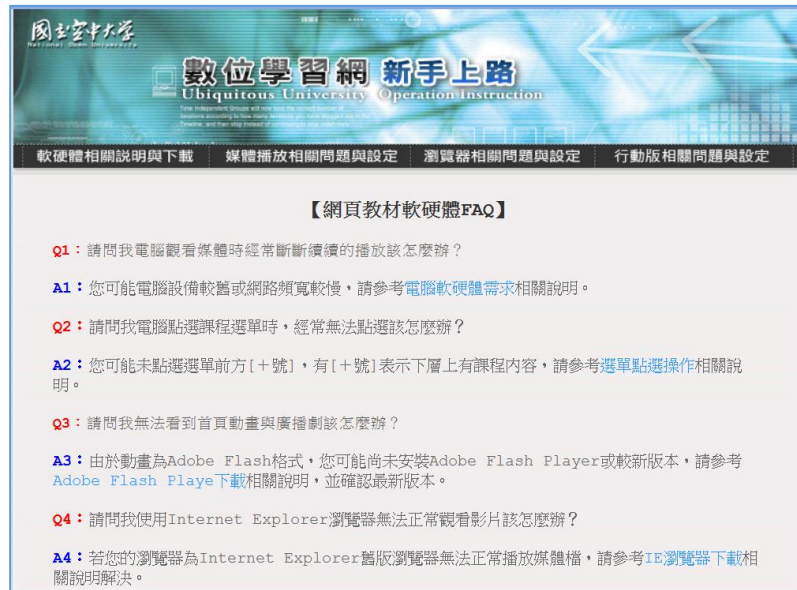 國立空中大學
National Open University
數位學習網 新手上路
Ubiquitous University Operation Instruction
軟硬體相關說明與下載 媒體播放相關問題與設定 瀏覽器相關問題與設定 行動版相關問題與設定
【網頁教材軟硬體FAQ】
Q1：請問我電腦觀看媒體時經常斷斷續續的播放該怎麼辦？
A1：您可能電腦設備較舊或網路頻寬較慢，請參考電腦軟硬體需求相關說明。
Q2：請問我電腦點選課程選單時，經常無法點選該怎麼辦？
A2：您可能未點選選單前方[＋號]，有[＋號]表示下層上有課程內容，請參考選單點選操作相關說
明。
Q3：請問我無法看到首頁動畫與廣播劇該怎麼辦？
A3：由於動畫為Adobe Flash格式，您可能尚未安裝Adobe Flash Player或較新版本，請參考
Adobe Flash Playe下載相關說明，並確認最新版本。
Q4：請問我使用Internet Explorer瀏覽器無法正常觀看影片該怎麼辦？
A4：若您的瀏覽器為Internet Explorer舊版瀏覽器無法正常播放媒體檔，請參考IE瀏覽器下載相
關說明解決。